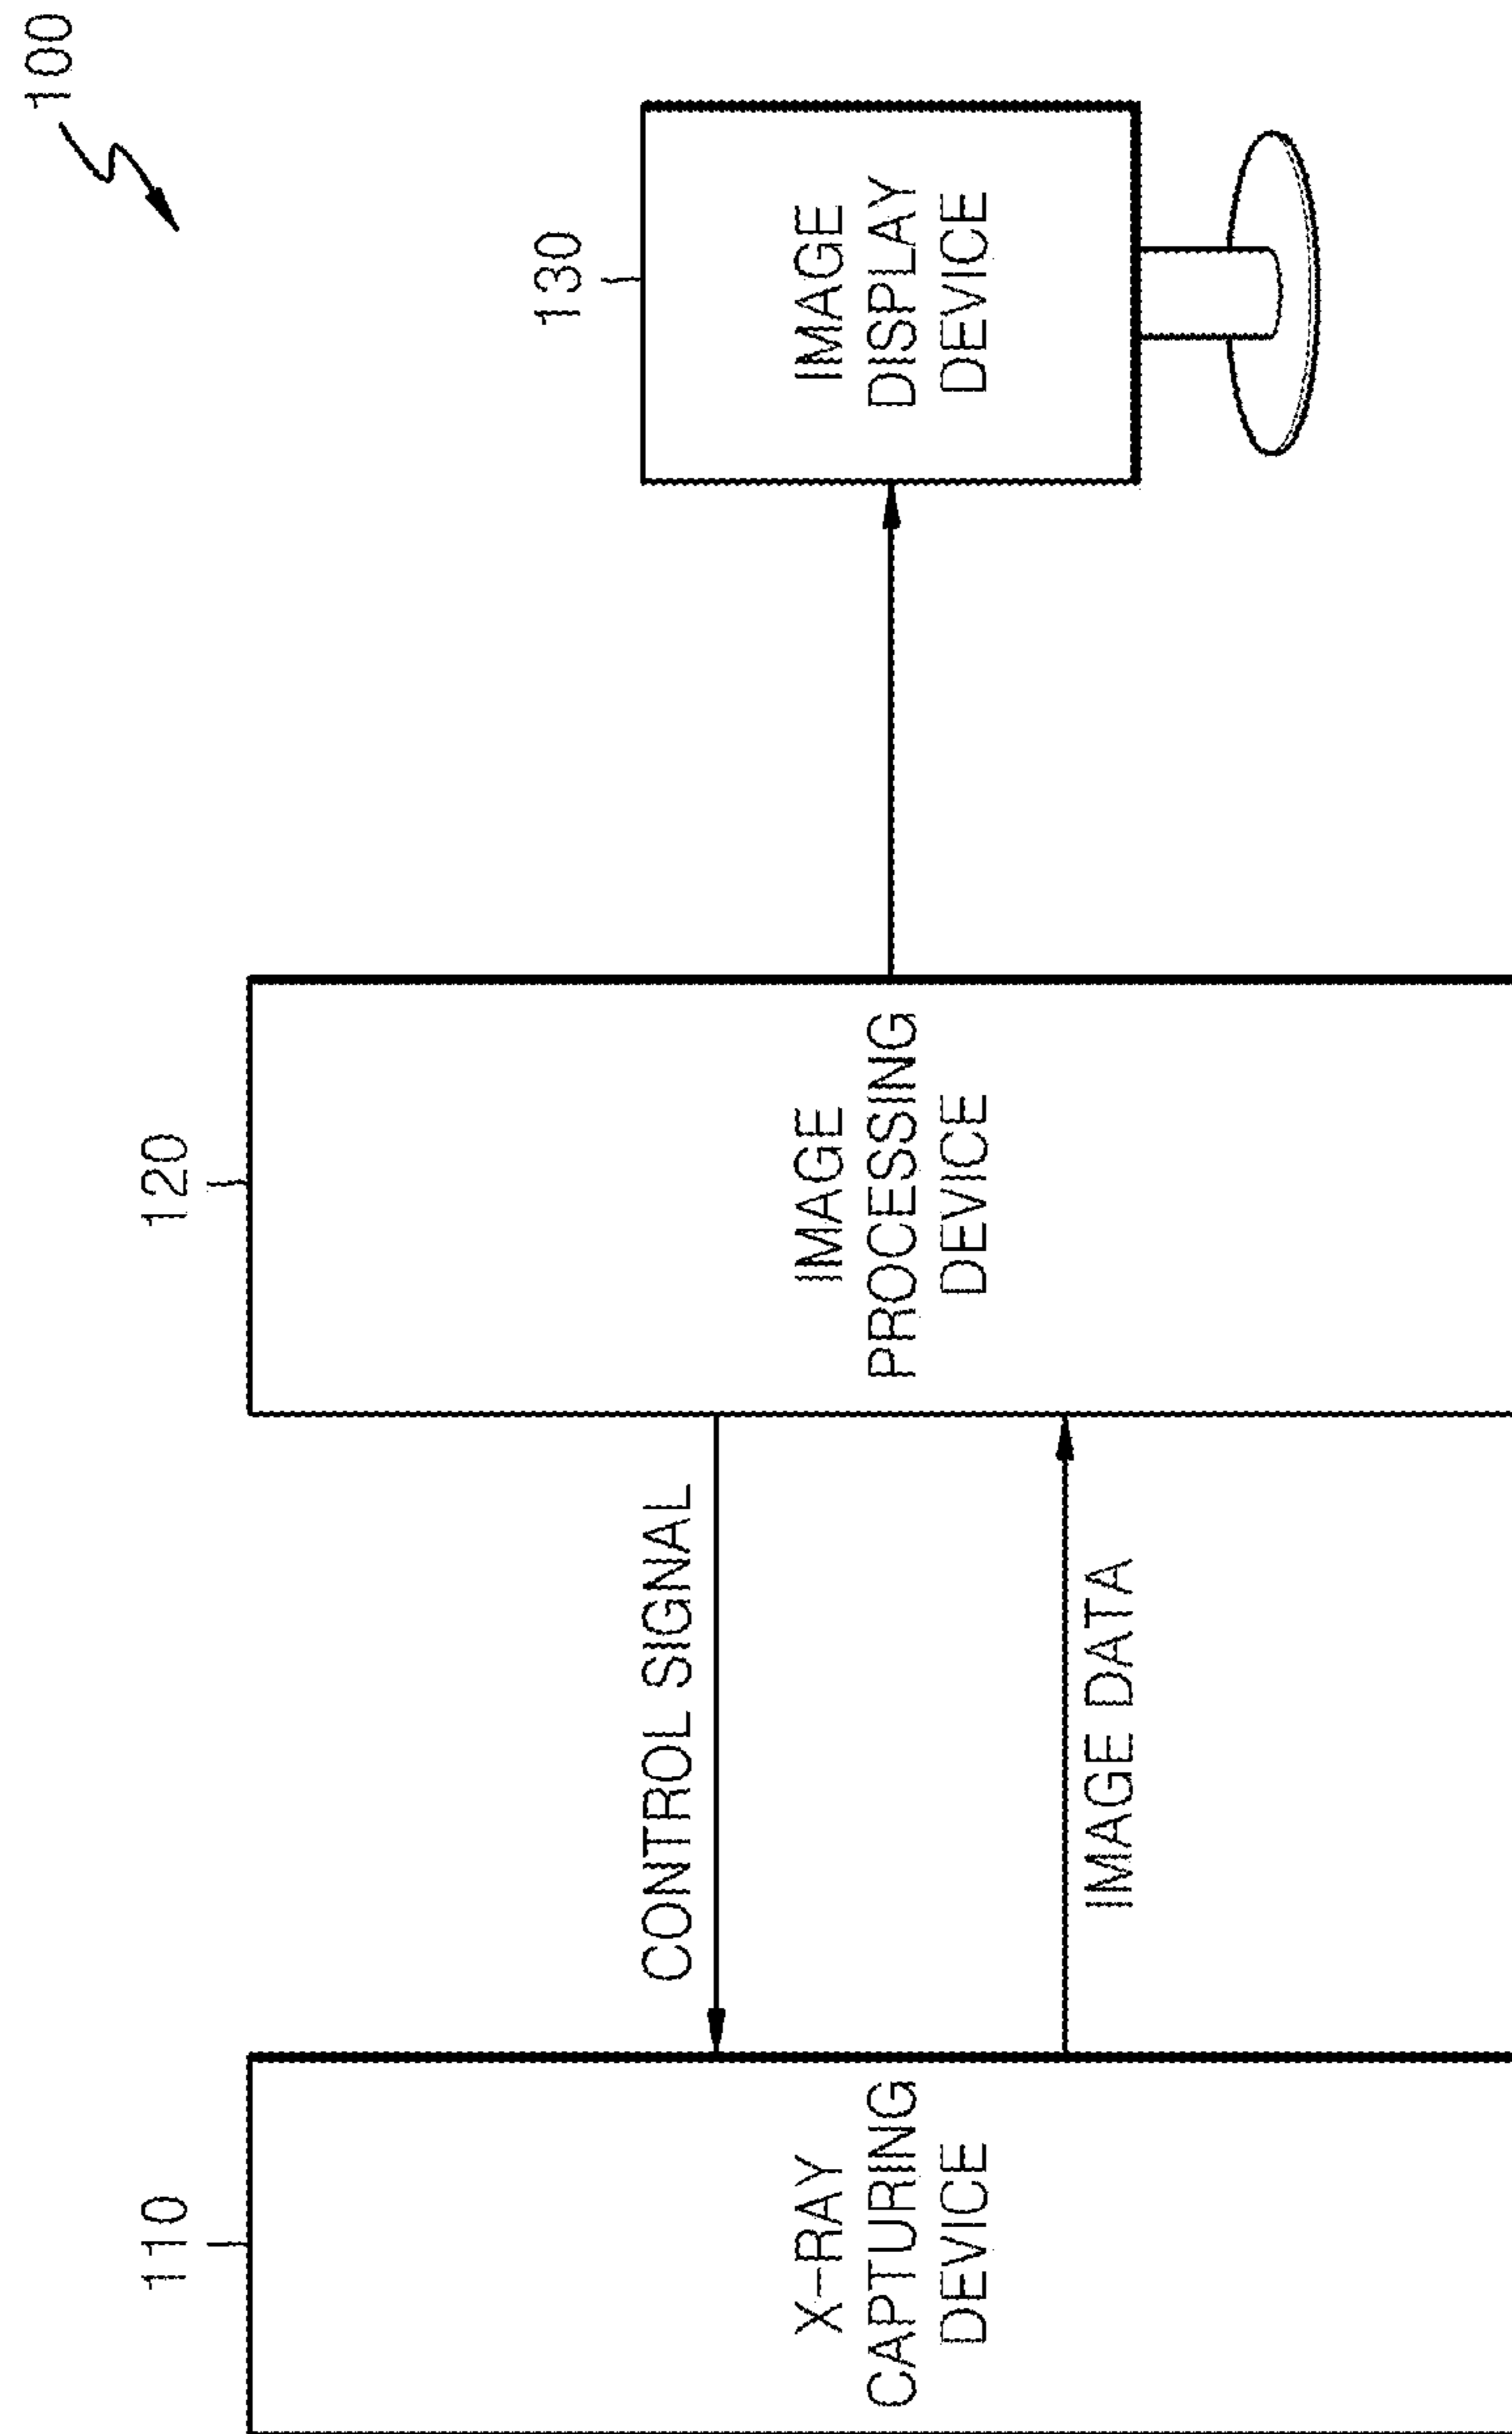 100
110
X-RAY
CAPTURING
DEVICE
CONTROL SIGNAL
IMAGE DATA
120
IMAGE
PROCESSING
DEVICE
130
IMAGE
DISPLAY
DEVICE